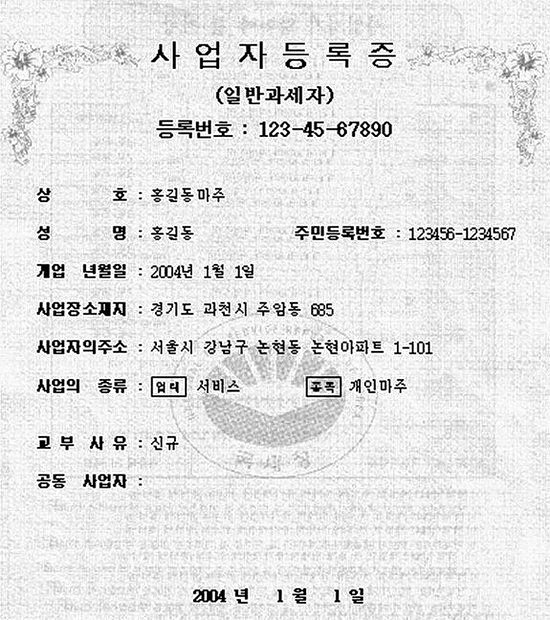 사업자등록증
(일반과세자)
등록번호 : 123-45-67890
상 호 : 홍길동마주
성 명 : 홍길동 주민등록번호 : 123456-1234567
개업 년월일 : 2004년 1월 1일
사업장소재지 : 경기도 과천시 주암동 685
사업자의주소 : 서울시 강남구 논현동 논현아파트 1-101
사업의 종류 : 업태 서비스 종목 개인마주
교 부 사 유 : 신규
공동 사업자 :
2004 년 1 월 1 일